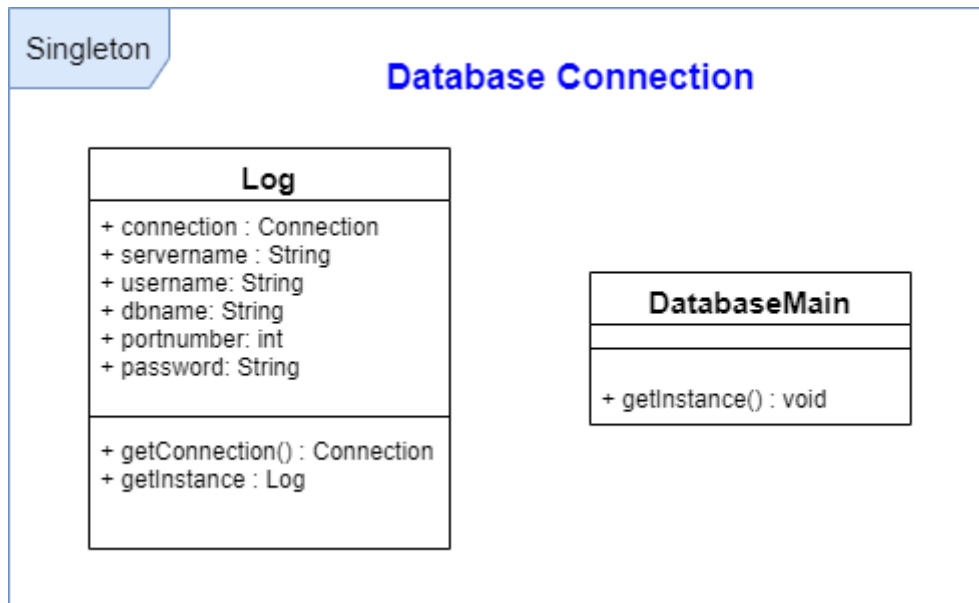 Singleton
Database Connection
Log
+ connection : Connection
+ servername : String
+ username: String
+ dbname: String
+ portnumber: int
+ password: String
+ getConnection() : Connection
+ getInstance : Log
DatabaseMain
+ getInstance() : void